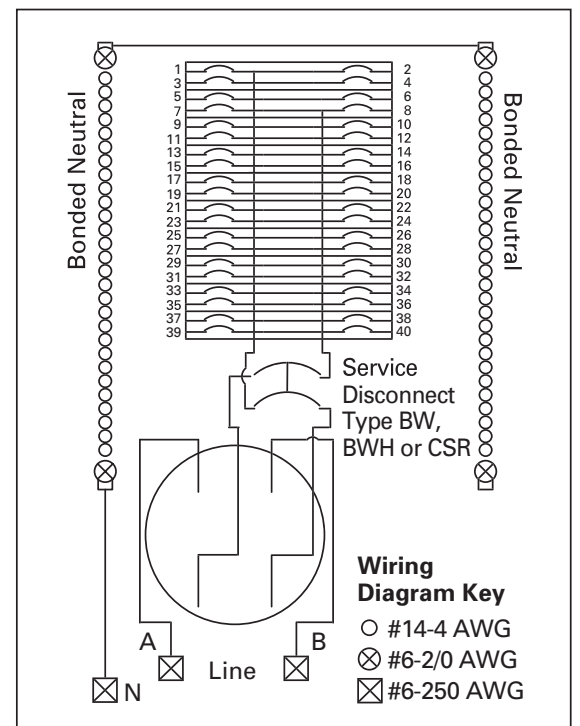 Bonded Neutral
Bonded Neutral
1 2
3 4
5 6
7 8
9 10
11 12
13 14
15 16
17 18
19 20
21 22
23 24
25 26
27 28
29 30
31 32
33 34
35 36
37 38
39 40
Service
Disconnect
Type BW,
BWH or CSR
A
B
Line
N
Wiring
Diagram Key
#14-4 AWG
#6-2/0 AWG
#6-250 AWG